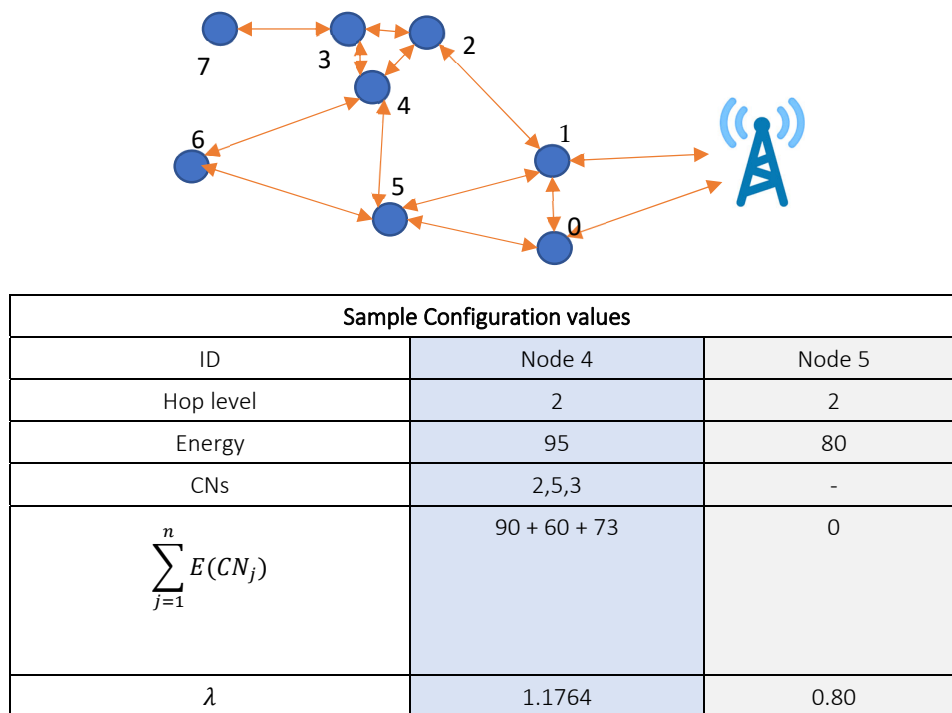 7
3
2
4
6
1
5
0
Sample Configuration values
ID Node 4 Node 5
Hop level 2 2
Energy 95 80
CNs 2,5,3 -
\sum_{j=1}^{n} E(CN_j) 90 + 60 + 73 0
λ 1.1764 0.80